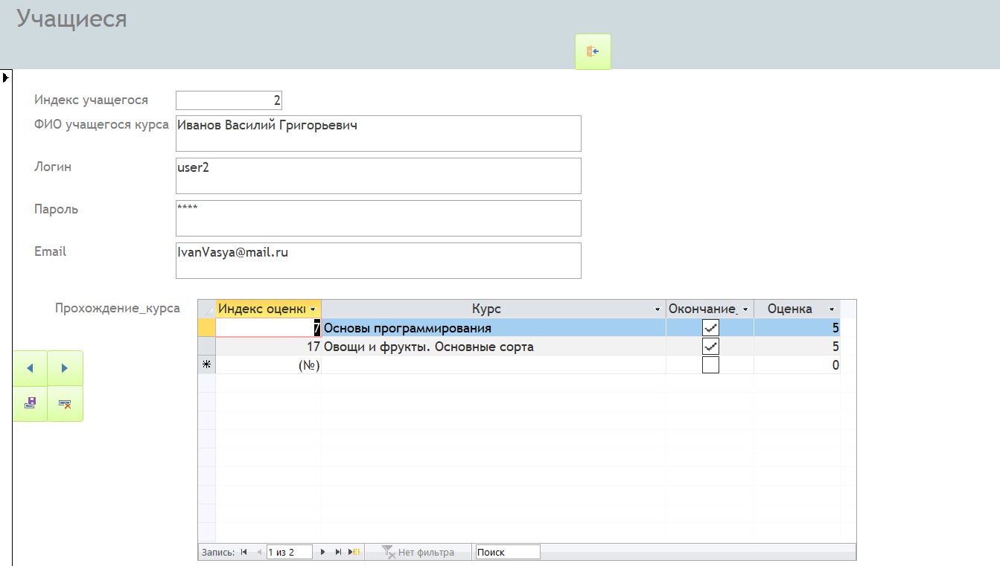 Учащиеся
Индекс учащегося 2
ФИО учащегося курса Иванов Василий Григорьевич
Логин user2
Пароль ****
Email IvanVasya@mail.ru
Прохождение_курса
Индекс оценки Курс Окончание_ Оценка
7 Основы программирования 5
17 Овощи и фрукты. Основные сорта 5
(№) 0
Запись: 1 из 2 Нет фильтра Поиск